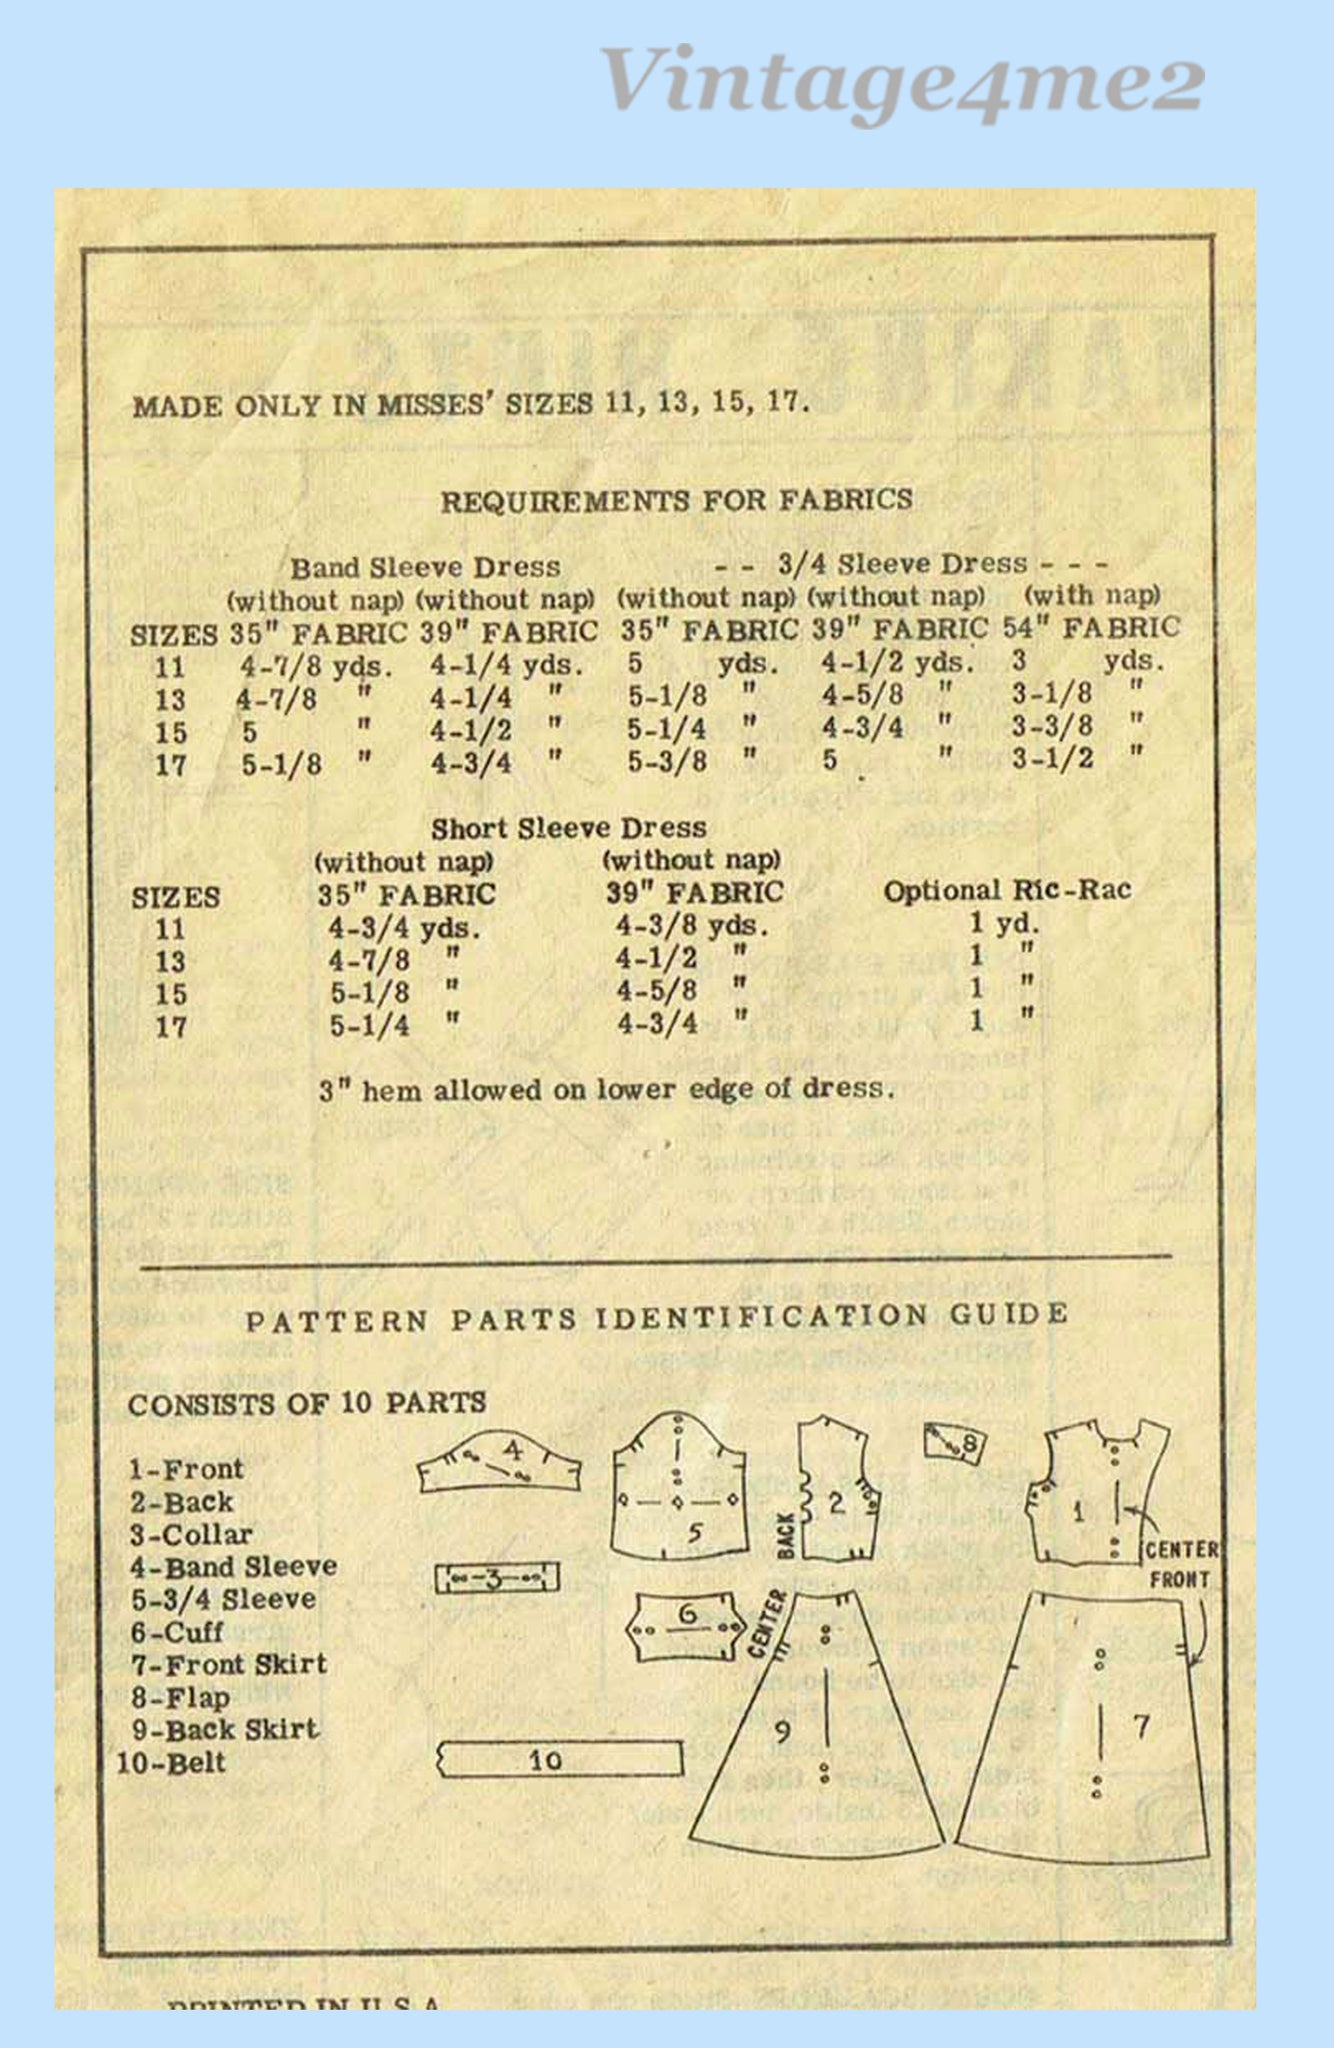 Vintage4me2
MADE ONLY IN MISSES' SIZES 11, 13, 15, 17.
REQUIREMENTS FOR FABRICS
Band Sleeve Dress - - 3/4 Sleeve Dress - - -
(without nap) (without nap) (without nap) (without nap) (with nap)
SIZES 35" FABRIC 39" FABRIC 35" FABRIC 39" FABRIC 54" FABRIC
11 4-7/8 yds. 4-1/4 yds. 5 yds. 4-1/2 yds. 3 yds.
13 4-7/8 " 4-1/4 " 5-1/8 " 4-5/8 " 3-1/8 "
15 5 " 4-1/2 " 5-1/4 " 4-3/4 " 3-3/8 "
17 5-1/8 " 4-3/4 " 5-3/8 " 5 " 3-1/2 "
Short Sleeve Dress
(without nap) (without nap)
SIZES 35" FABRIC 39" FABRIC Optional Ric-Rac
11 4-3/4 yds. 4-3/8 yds. 1 yd.
13 4-7/8 " 4-1/2 " 1 "
15 5-1/8 " 4-5/8 " 1 "
17 5-1/4 " 4-3/4 " 1 "
3" hem allowed on lower edge of dress.
PATTERN PARTS IDENTIFICATION GUIDE
CONSISTS OF 10 PARTS
1-Front
2-Back
3-Collar
4-Band Sleeve
5-3/4 Sleeve
6-Cuff
7-Front Skirt
8-Flap
9-Back Skirt
10-Belt
4
5
2
BACK
8
1
CENTER
FRONT
3
6
CENTER
9
7
10
PRINTED IN U.S.A.